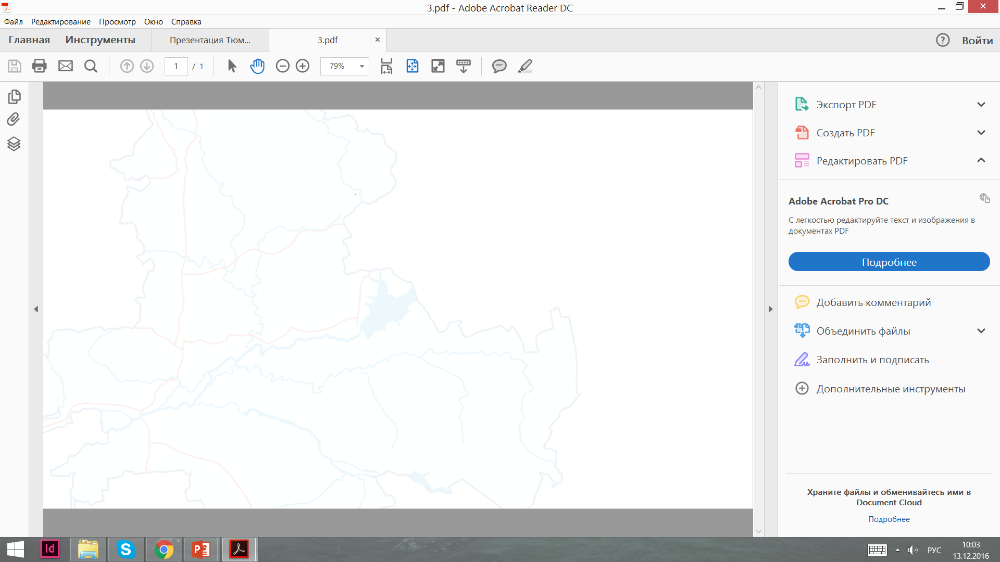 3.pdf - Adobe Acrobat Reader DC
Файл Редактирование Просмотр Окно Справка
Главная Инструменты Презентация Тюм... 3.pdf × ? Войти
1 / 1 79%
Экспорт PDF
Создать PDF
Редактировать PDF
Adobe Acrobat Pro DC
С легкостью редактируйте текст и изображения в
документах PDF
Подробнее
Добавить комментарий
Объединить файлы
Заполнить и подписать
Дополнительные инструменты
Храните файлы и обменивайтесь ими в
Document Cloud
Подробнее
Id S P РУС 10:03
13.12.2016